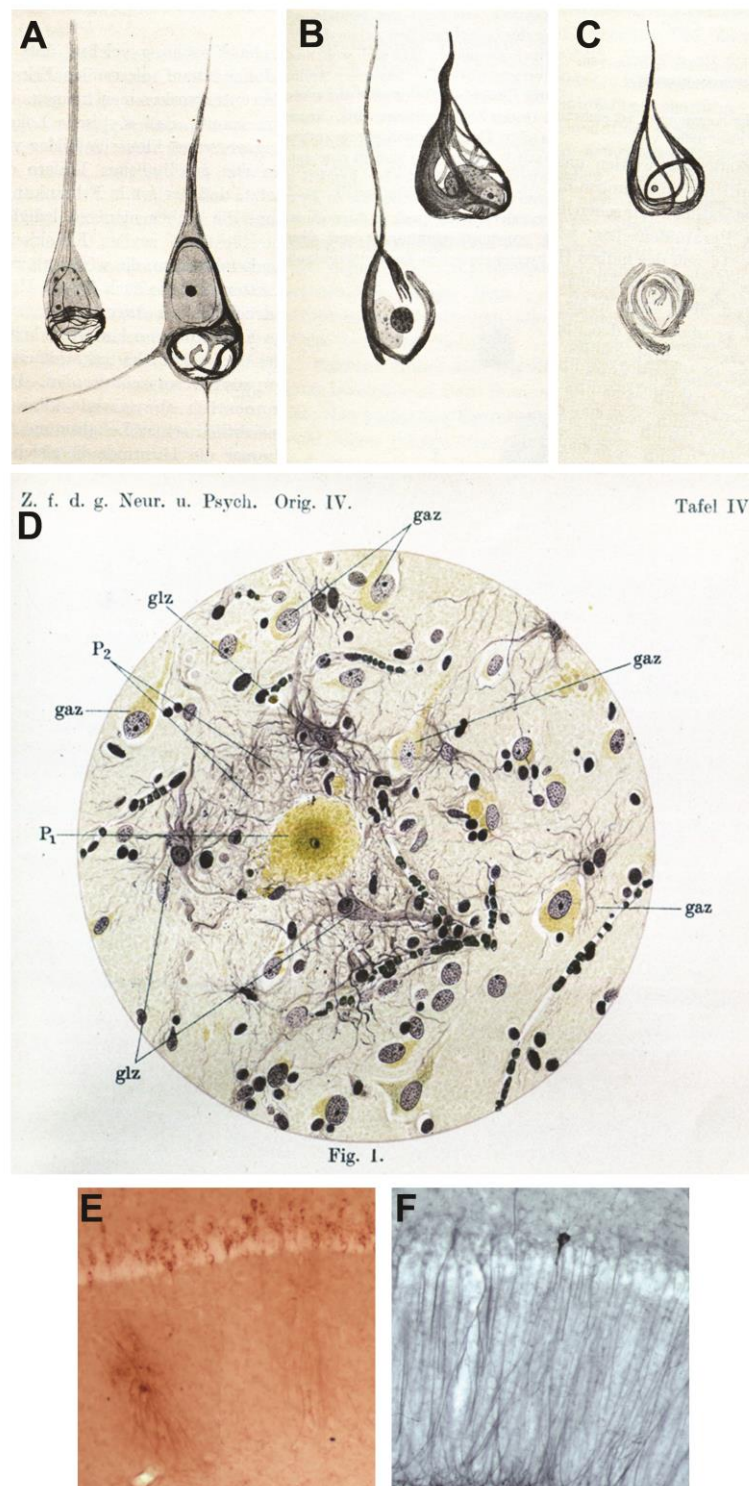 A
B
C
Z. f. d. g. Neur. u. Psych. Orig. IV.
Tafel IV
D
gaz
glz
P2
gaz
gaz
P1
gaz
glz
Fig. 1.
E
F